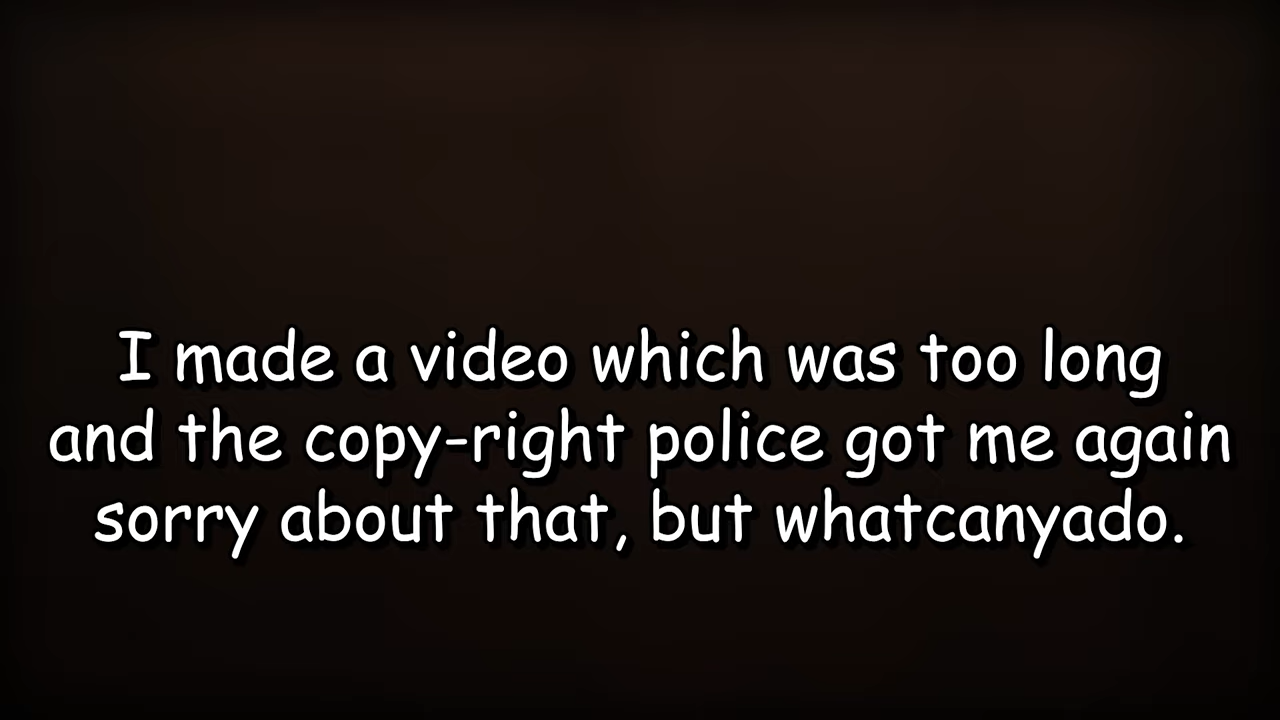 I made a video which was too long
and the copy-right police got me again
sorry about that, but whatcanyado.